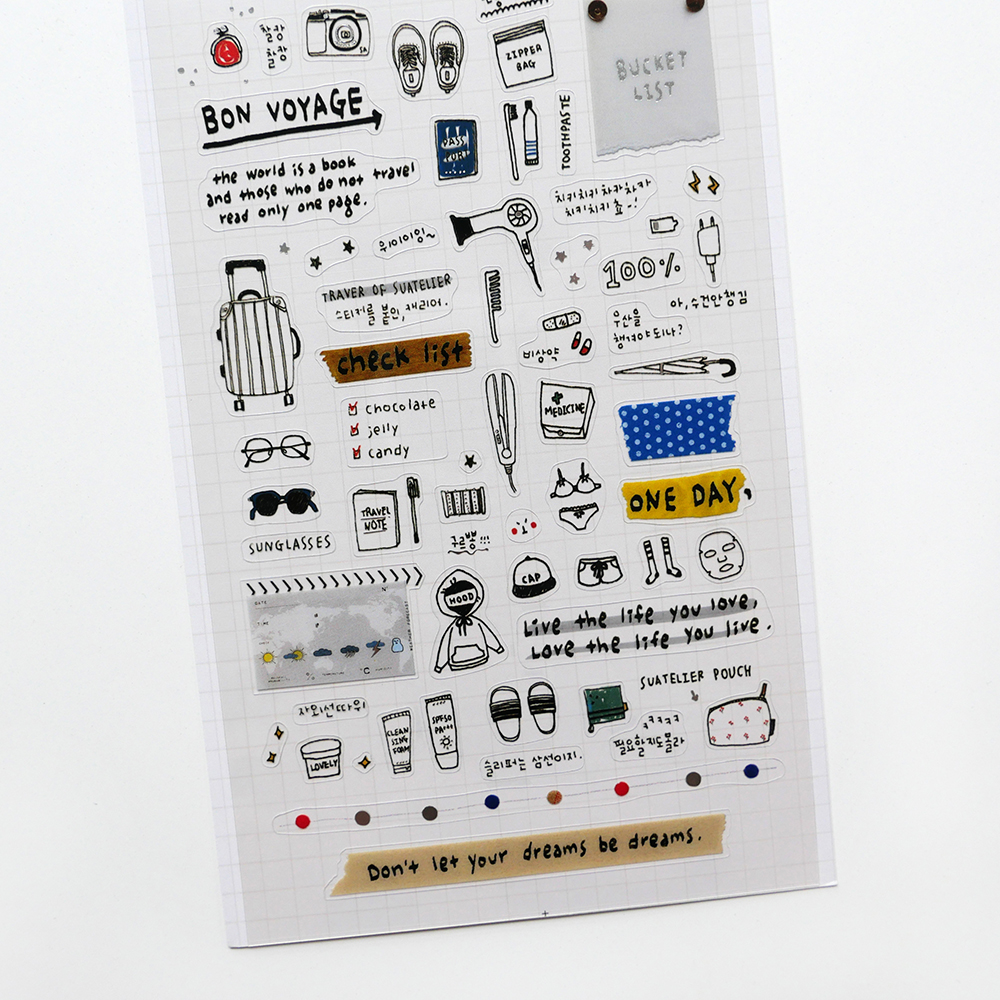 찰칵
찰칵
ZIPPER
BAG
BUCKET
LIST
BON VOYAGE
PASS
PORT
TOOTHPASTE
the world is a book
and those who do not travel
read only one page.
치키치키 차카차카
치키치키 효-!
위이이잉~
100%
TRAVER OF SUATELIER
스티커를 붙인, 캐리어.
아, 수건안챙김
우산을
챙겨야되나?
비상약
check list
chocolate
jelly
candy
MEDICINE
ONE DAY,
TRAVEL
NOTE
SUNGLASSES
구르뽕!!!
CAP
HOOD
DATE
TIME
N
°C
Live the life you love,
Love the life you live.
SUATELIER POUCH
자외선따위
CLEAN
SING
FOAM
SPF50
PA+++
LOVELY
ㅋㅋㅋㅋ
필요할지도몰라
슬리퍼는 삼선이지.
Don't let your dreams be dreams.